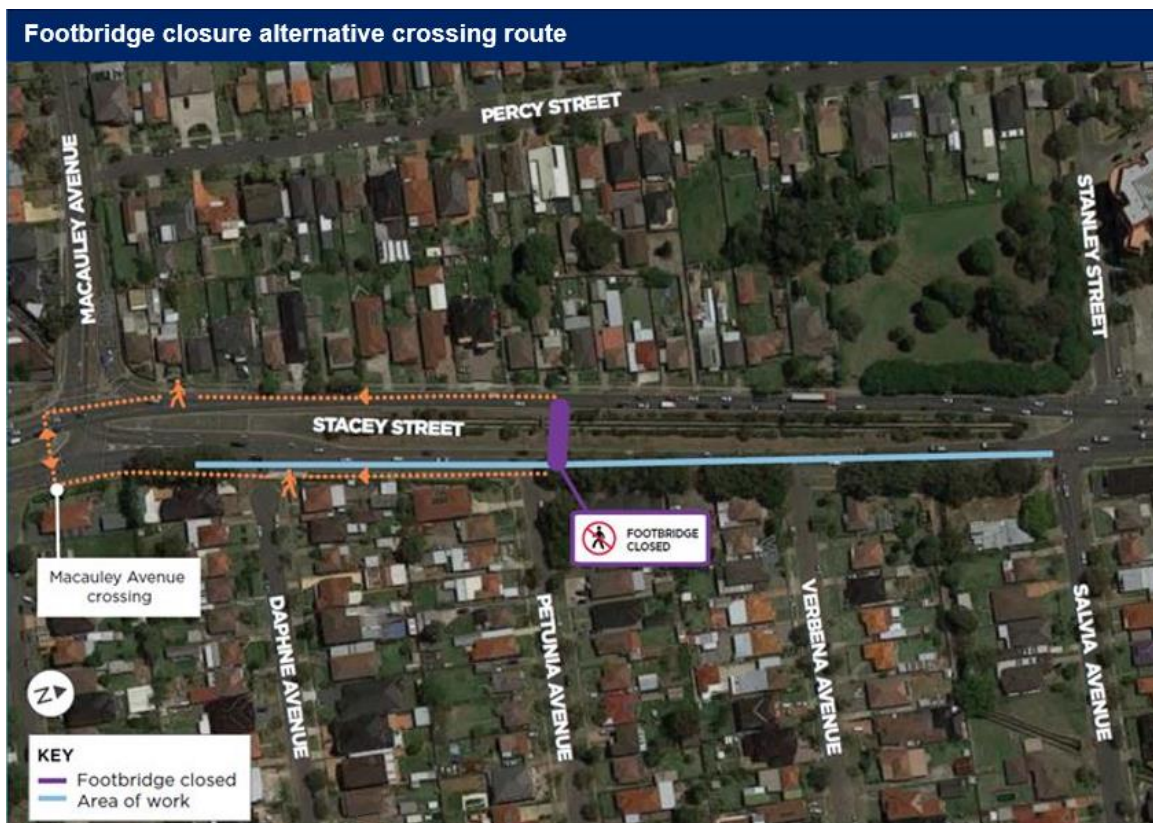 Footbridge closure alternative crossing route
PERCY STREET
MACAULEY AVENUE
STANLEY STREET
STACEY STREET
FOOTBRIDGE
CLOSED
Macauley Avenue
crossing
DAPHNE AVENUE
PETUNIA AVENUE
VERBENA AVENUE
SALVIA AVENUE
N
KEY
Footbridge closed
Area of work